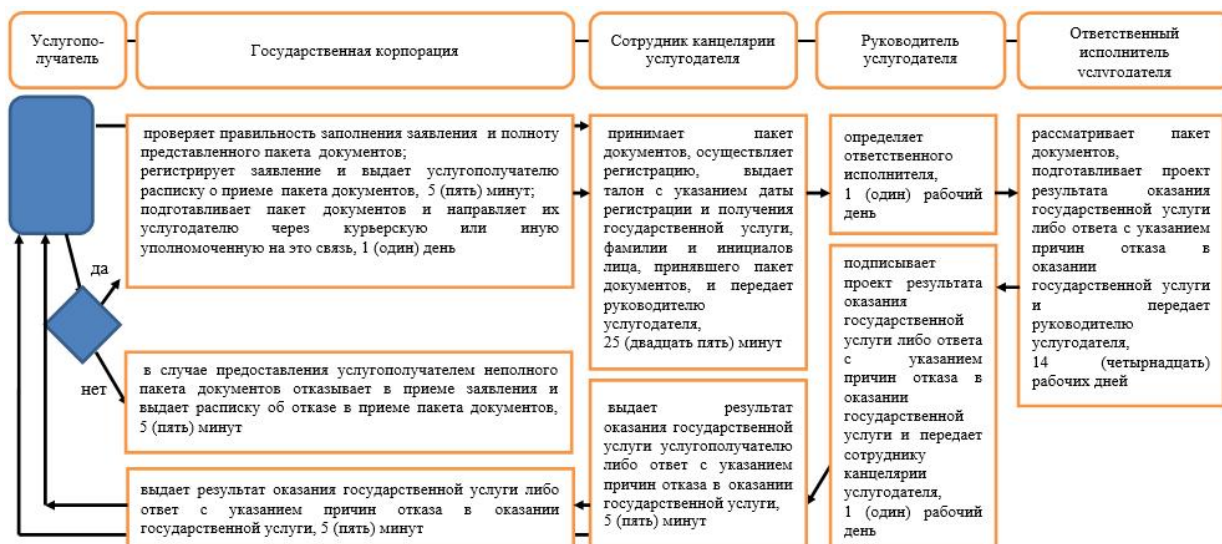 Услугопо-
лучатель
Государственная корпорация
Сотрудник канцелярии
услугодателя
Руководитель
услугодателя
Ответственный
исполнитель
услугодателя
проверяет правильность заполнения заявления и полноту
представленного пакета документов;
регистрирует заявление и выдает услугополучателю
расписку о приеме пакета документов, 5 (пять) минут;
подготавливает пакет документов и направляет их
услугодателю через курьерскую или иную
уполномоченную на это связь, 1 (один) день
да
нет
в случае предоставления услугополучателем неполного
пакета документов отказывает в приеме заявления и
выдает расписку об отказе в приеме пакета документов,
5 (пять) минут
выдает результат оказания государственной услуги либо
ответ с указанием причин отказа в оказании
государственной услуги, 5 (пять) минут
принимает пакет
документов, осуществляет
регистрацию, выдает
талон с указанием даты
регистрации и получения
государственной услуги,
фамилии и инициалов
лица, принявшего пакет
документов, и передает
руководителю
услугодателя,
25 (двадцать пять) минут
выдает результат
оказания государственной
услуги услугополучателю
либо ответ с указанием
причин отказа в оказании
государственной услуги,
5 (пять) минут
определяет
ответственного
исполнителя,
1 (один) рабочий
день
подписывает
проект результата
оказания
государственной
услуги либо ответа
с указанием
причин отказа в
оказании
государственной
услуги и передает
сотруднику
канцелярии
услугодателя,
1 (один) рабочий
день
рассматривает пакет
документов,
подготавливает проект
результата оказания
государственной услуги
либо ответа с указанием
причин отказа в
оказании
государственной услуги
и передает
руководителю
услугодателя,
14 (четырнадцать)
рабочих дней